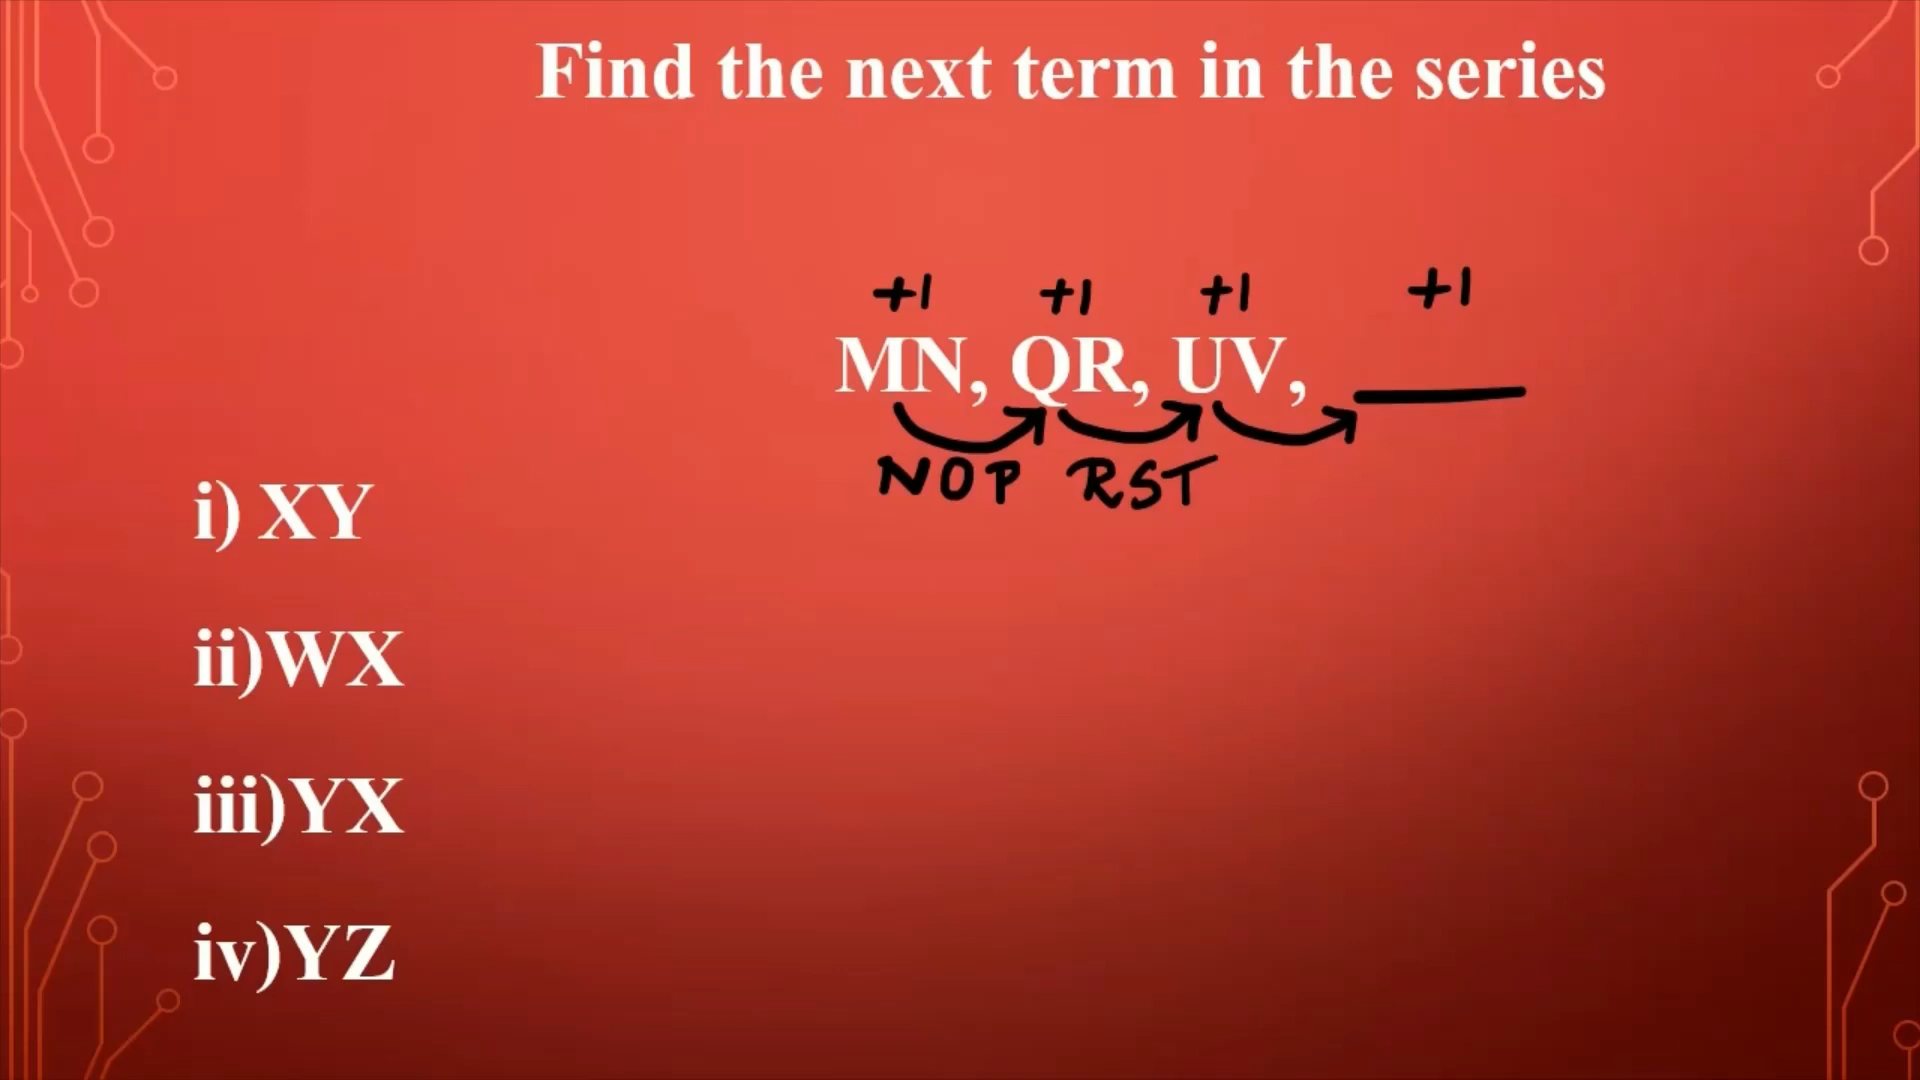 Find the next term in the series
+1 +1 +1 +1
MN, QR, UV,
NOP RST
i) XY
ii)WX
iii)YX
iv)YZ